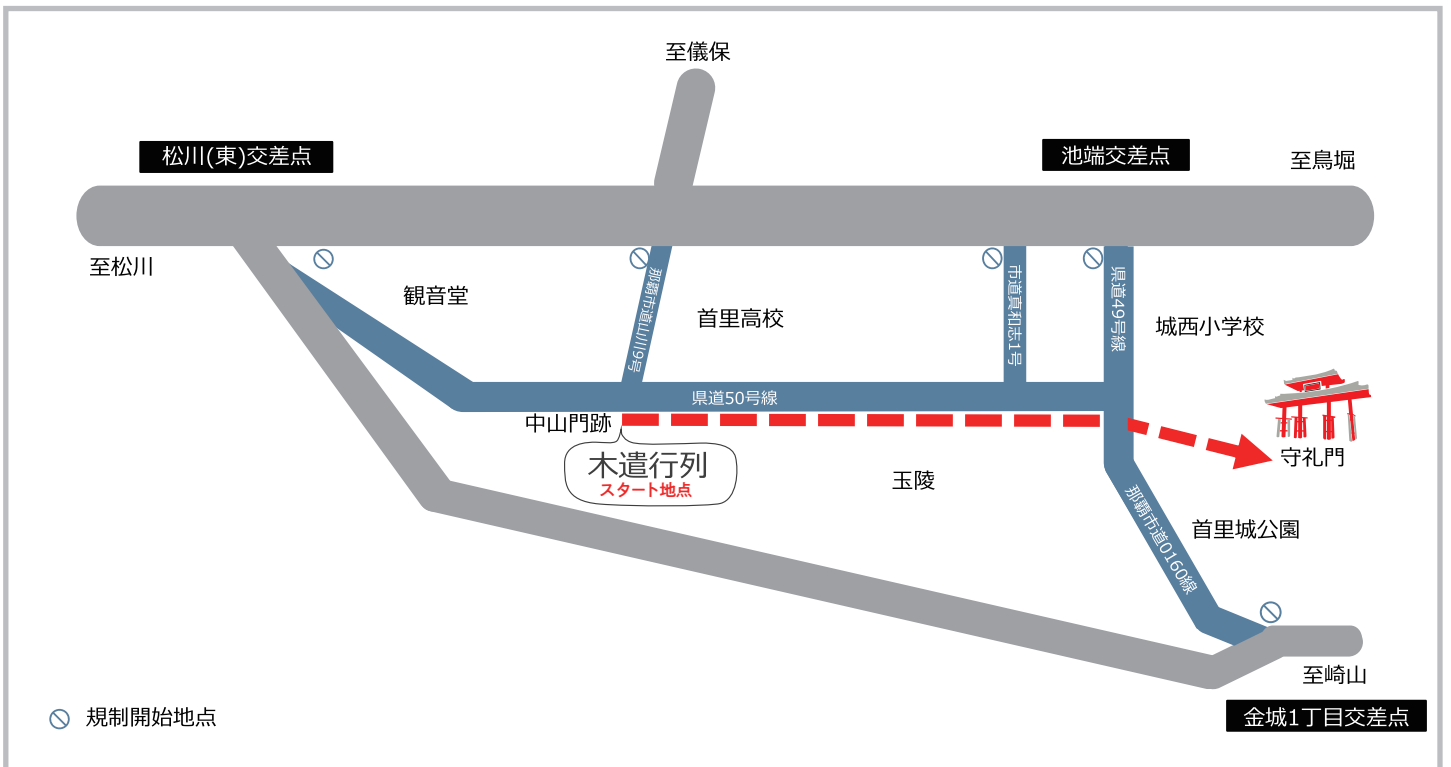 至儀保
松川(東)交差点
池端交差点
至鳥堀
至松川
観音堂
那覇市道山川9号
首里高校
市道真和志1号
県道49号線
城西小学校
県道50号線
中山門跡
木遣行列
スタート地点
玉陵
守礼門
那覇市道0160線
首里城公園
至崎山
規制開始地点
金城1丁目交差点